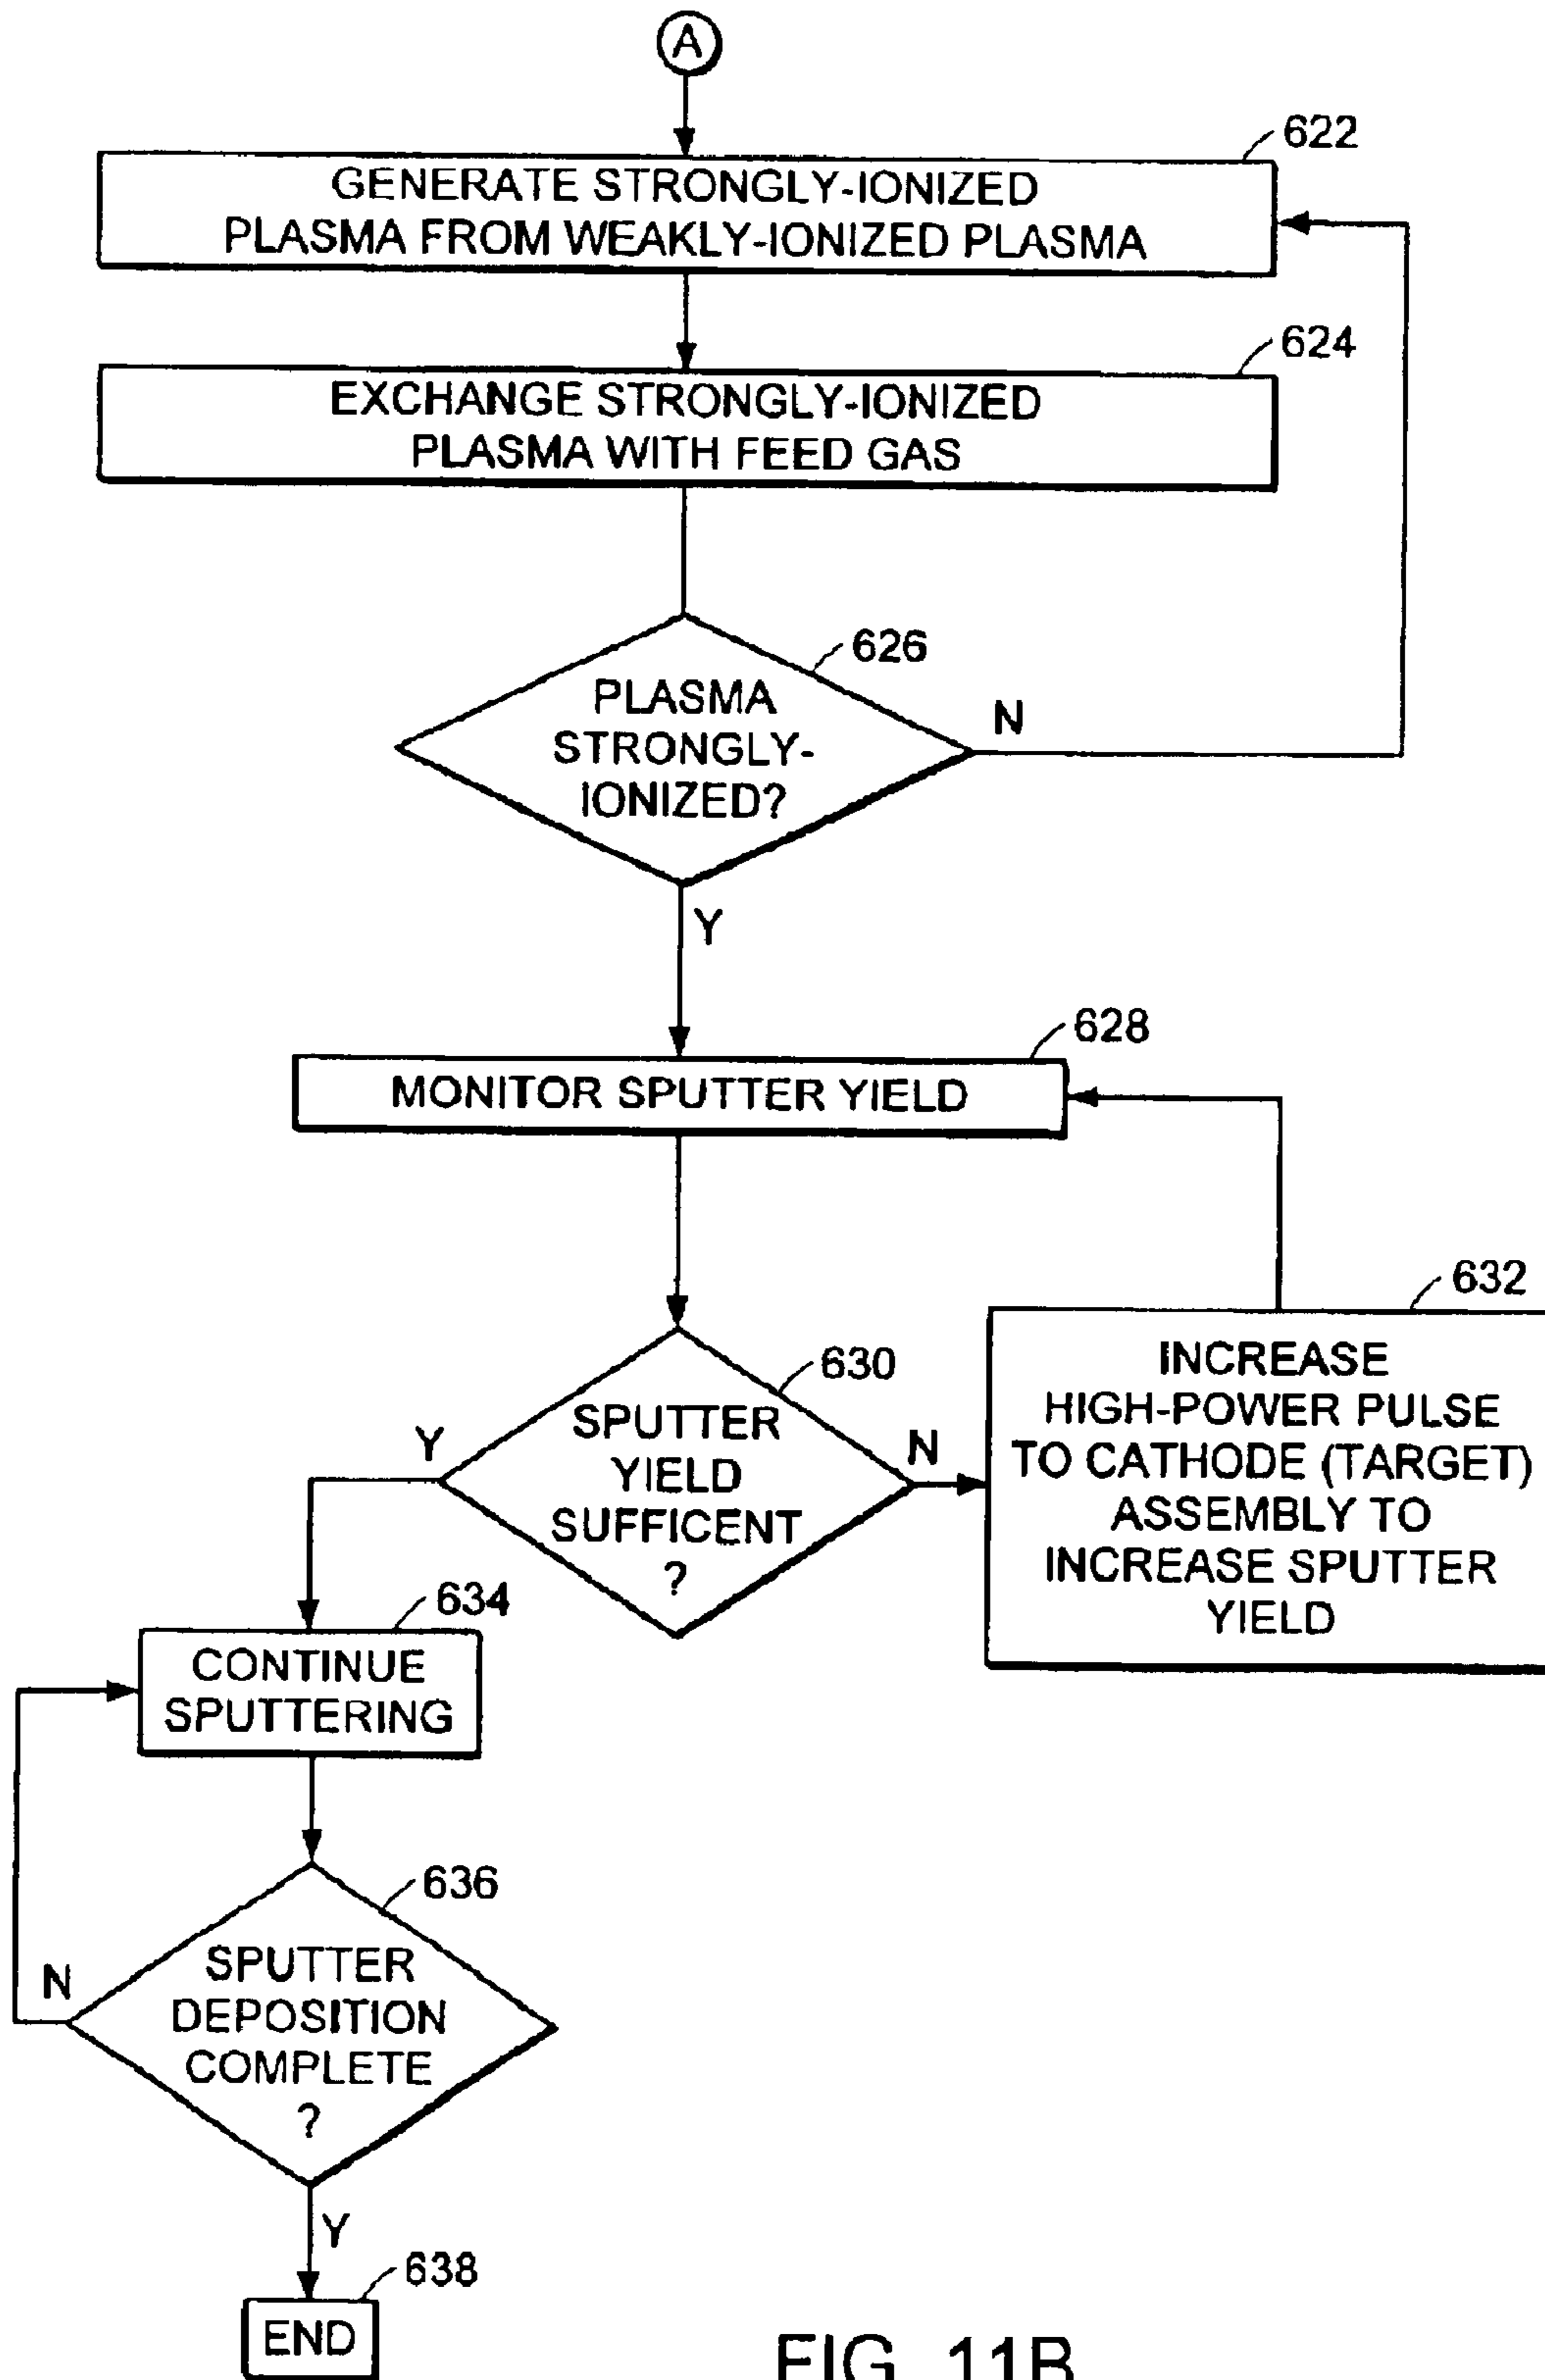 A
622
GENERATE STRONGLY-IONIZED
PLASMA FROM WEAKLY-IONIZED PLASMA
624
EXCHANGE STRONGLY-IONIZED
PLASMA WITH FEED GAS
626
PLASMA
STRONGLY-
IONIZED?
N
Y
628
MONITOR SPUTTER YIELD
630
SPUTTER
YIELD
SUFFICENT
?
Y
N
632
INCREASE
HIGH-POWER PULSE
TO CATHODE (TARGET)
ASSEMBLY TO
INCREASE SPUTTER
YIELD
634
CONTINUE
SPUTTERING
636
SPUTTER
DEPOSITION
COMPLETE
?
N
Y
638
END
FIG. 11B